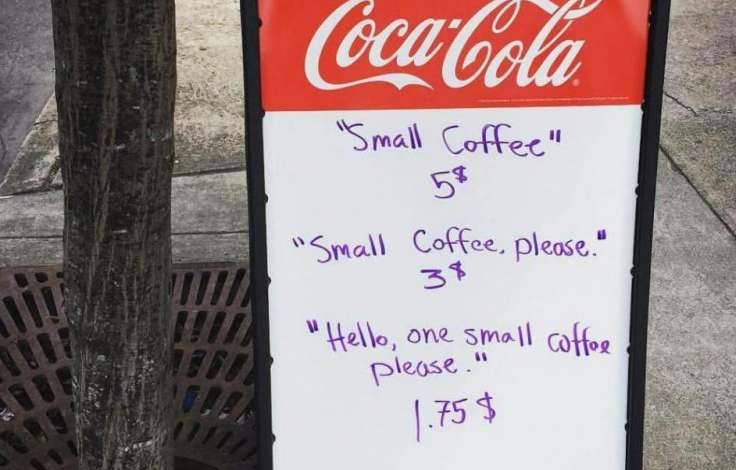 Coca-Cola
"Small Coffee"
5$
"Small Coffee, please."
3$
"Hello, one small coffee
please."
1.75 $